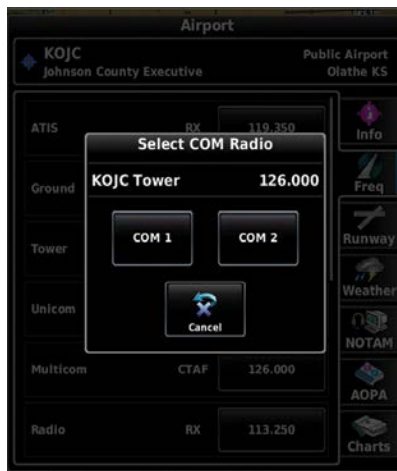 Airport
KOJC Public Airport
Johnson County Executive Olathe KS
ATIS RX 119.350
Info
Select COM Radio
KOJC Tower 126.000
Ground
Freq
COM 1 COM 2
Tower
Runway
Weather
Unicom
Cancel
NOTAM
Multicom CTAF 126.000
AOPA
Radio RX 113.250
Charts